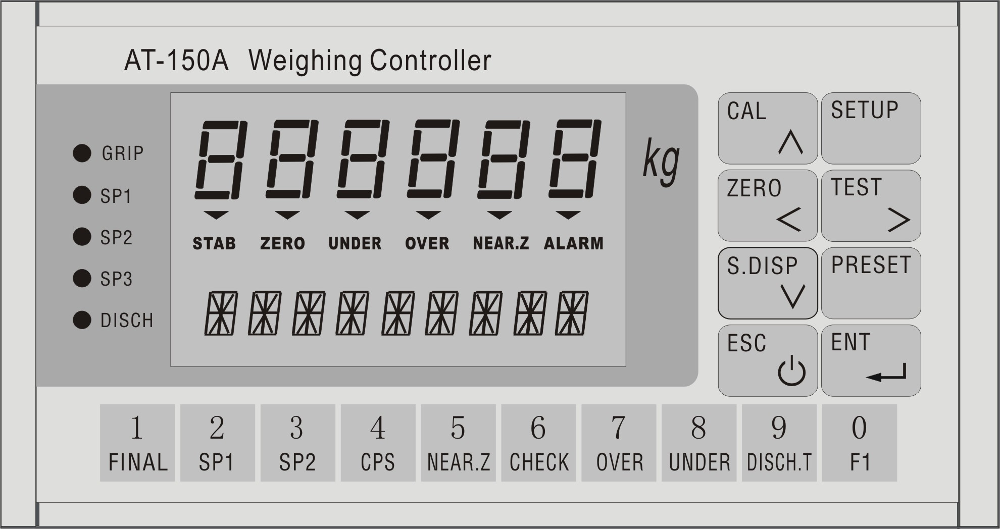 AT-150A Weighing Controller
GRIP
SP1
SP2
SP3
DISCH
888888
kg
STAB ZERO UNDER OVER NEAR.Z ALARM
CAL
SETUP
ZERO
<
TEST
>
S.DISP
PRESET
ESC
ENT
1 2 3 4 5 6 7 8 9 0
FINAL SP1 SP2 CPS NEAR.Z CHECK OVER UNDER DISCH.T F1